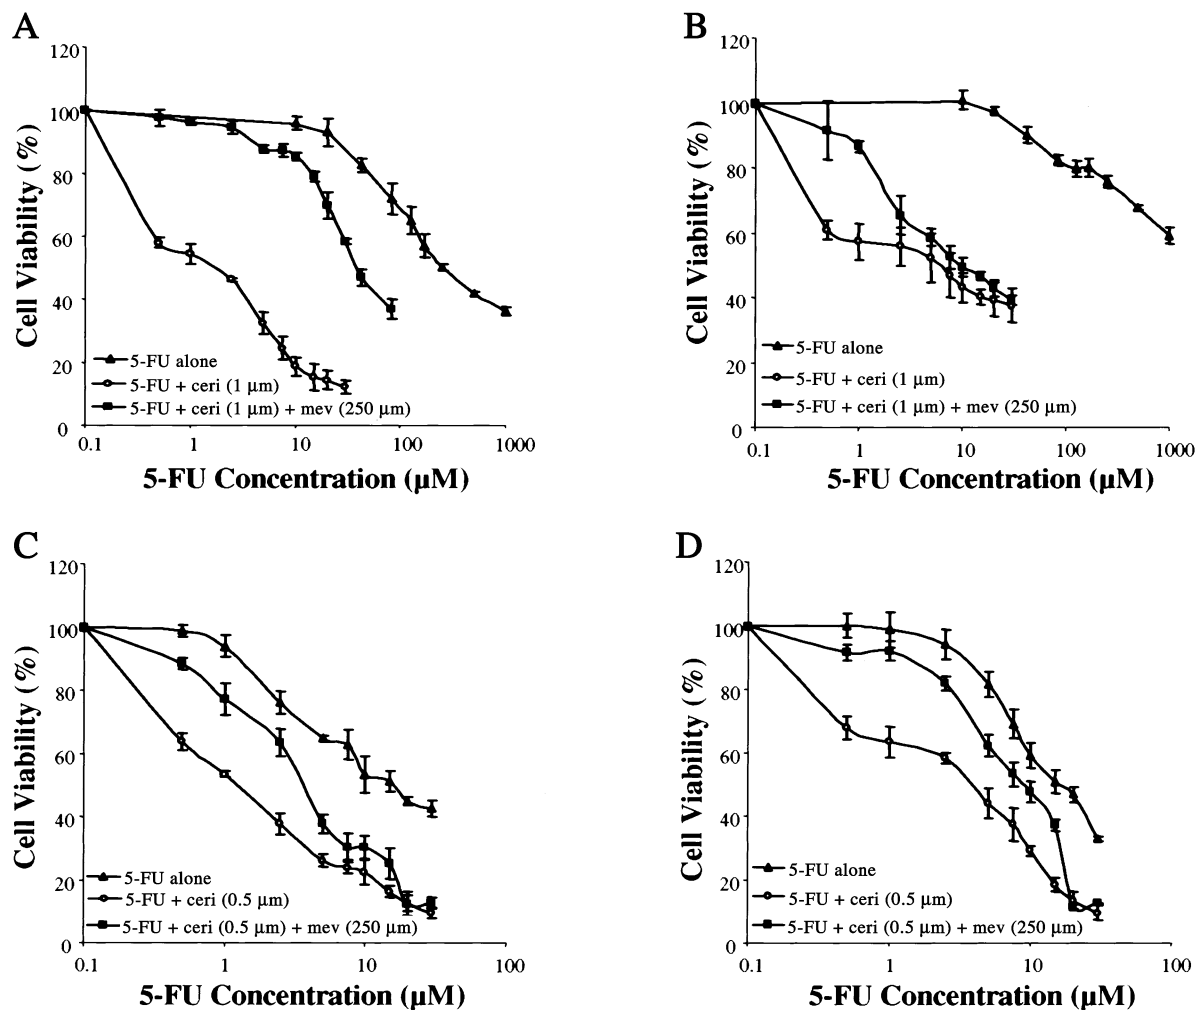 A
120
100
80
60
40
20
0
Cell Viability (%)
5-FU alone
5-FU + ceri (1 μm)
5-FU + ceri (1 μm) + mev (250 μm)
0.1 1 10 100 1000
5-FU Concentration (μM)
B
120
100
80
60
40
20
0
Cell Viability (%)
5-FU alone
5-FU + ceri (1 μm)
5-FU + ceri (1 μm) + mev (250 μm)
0.1 1 10 100 1000
5-FU Concentration (μM)
C
120
100
80
60
40
20
0
Cell Viability (%)
5-FU alone
5-FU + ceri (0.5 μm)
5-FU + ceri (0.5 μm) + mev (250 μm)
0.1 1 10 100
5-FU Concentration (μM)
D
120
100
80
60
40
20
0
Cell Viability (%)
5-FU alone
5-FU + ceri (0.5 μm)
5-FU + ceri (0.5 μm) + mev (250 μm)
0.1 1 10 100
5-FU Concentration (μM)